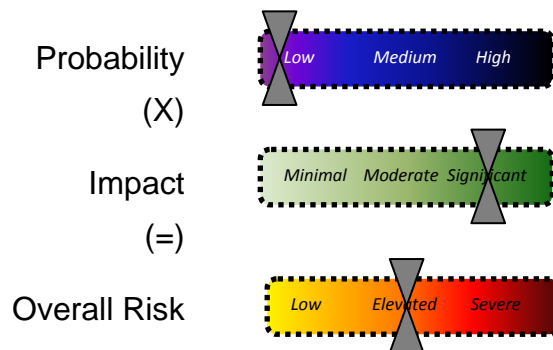 Probability
Low Medium High
(X)
Impact
Minimal Moderate Significant
(=)
Overall Risk
Low Elevated Severe